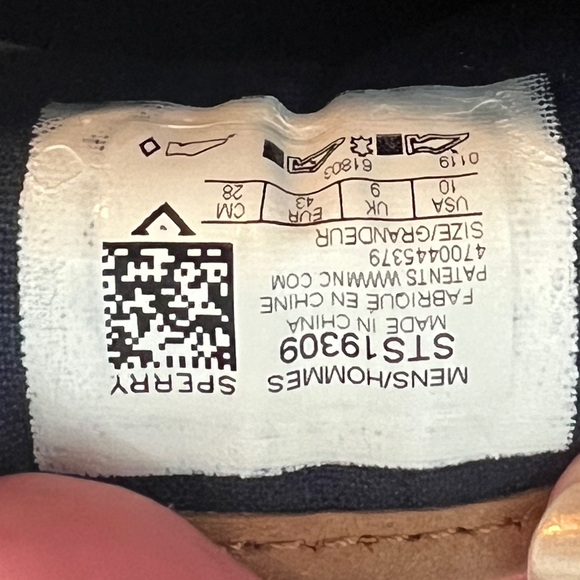 SPERRY
MENS/HOMMES
STS19309
MADE IN CHINA
FABRIQUÉ EN CHINE
PATENTS WWWNC COM
4700445379
SIZE/GRANDEUR
USA UK EUR CM
10 9 43 28
0119 61803